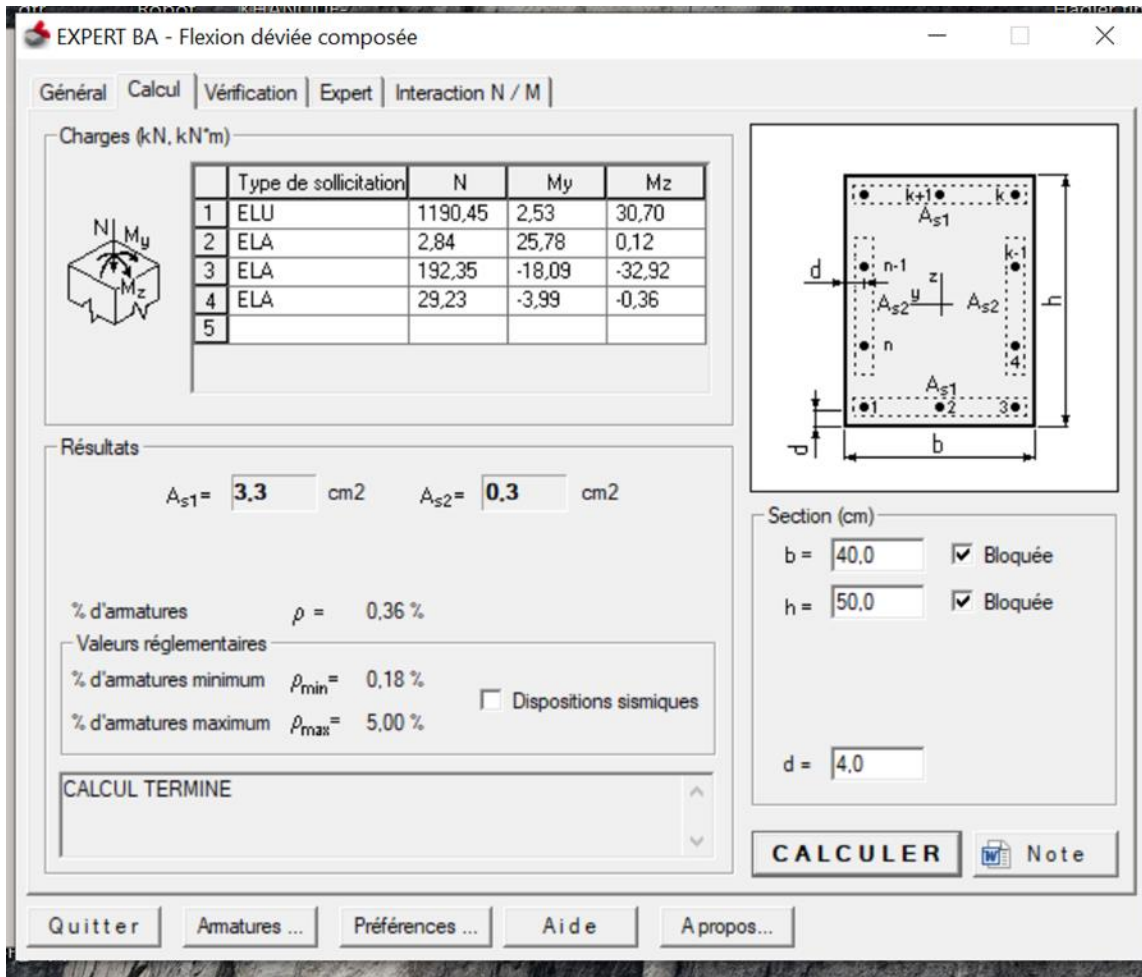 EXPERT BA - Flexion déviée composée
Général Calcul Vérification Expert Interaction N / M
Charges (kN, kN*m)
Type de sollicitation N My Mz
1 ELU 1190,45 2,53 30,70
2 ELA 2,84 25,78 0,12
3 ELA 192,35 -18,09 -32,92
4 ELA 29,23 -3,99 -0,36
5
N My
Mz
k+1 k
As1
k-1
d n-1 z
As2 y As2 h
n 4
As1
1 2 3
d b
Résultats
As1= 3,3 cm2 As2= 0,3 cm2
% d'armatures ρ = 0,36 %
Valeurs réglementaires
% d'armatures minimum ρmin= 0,18 %
Dispositions sismiques
% d'armatures maximum ρmax= 5,00 %
CALCUL TERMINE
Section (cm)
b = 40,0 Bloquée
h = 50,0 Bloquée
d = 4,0
CALCULER Note
Quitter Armatures ... Préférences ... Aide A propos...